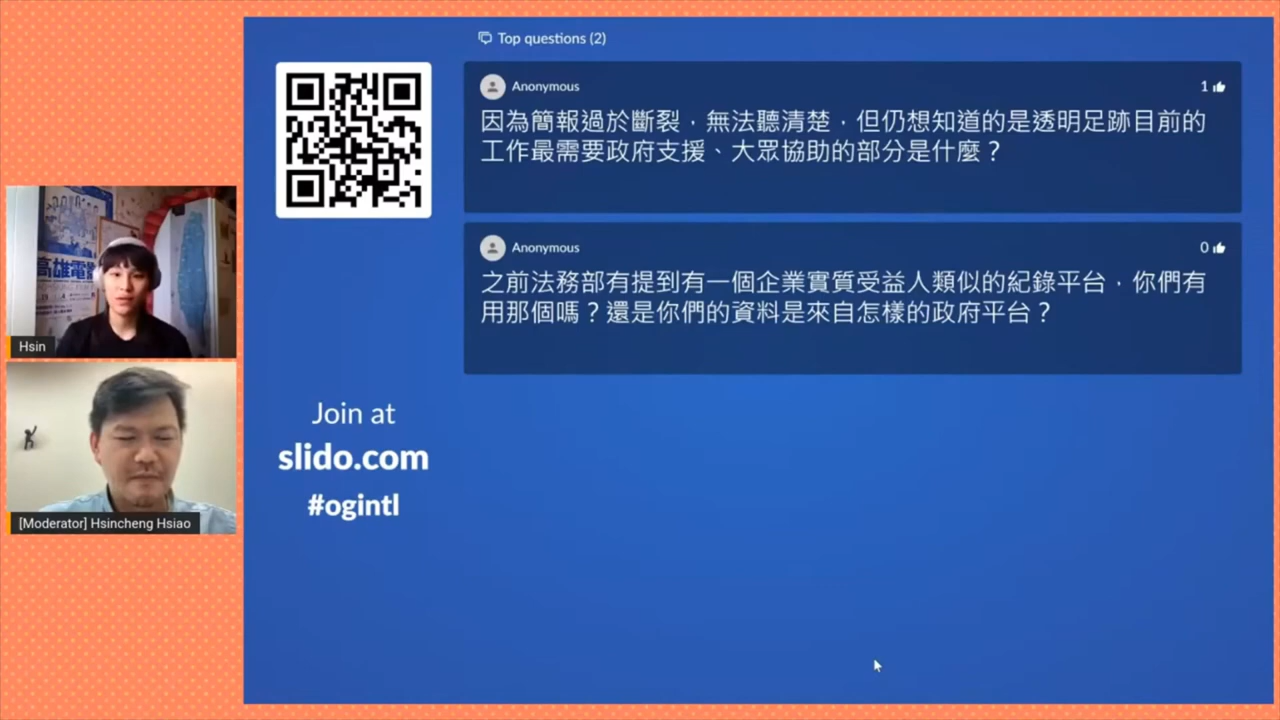 Top questions (2)
Anonymous
1
因為簡報過於斷裂，無法聽清楚，但仍想知道的是透明足跡目前的
工作最需要政府支援、大眾協助的部分是什麼？
Anonymous
0
之前法務部有提到有一個企業實質受益人類似的紀錄平台，你們有
用那個嗎？還是你們的資料是來自怎樣的政府平台？
Join at
slido.com
#ogintl
高雄電影
Hsin
[Moderator] Hsincheng Hsiao